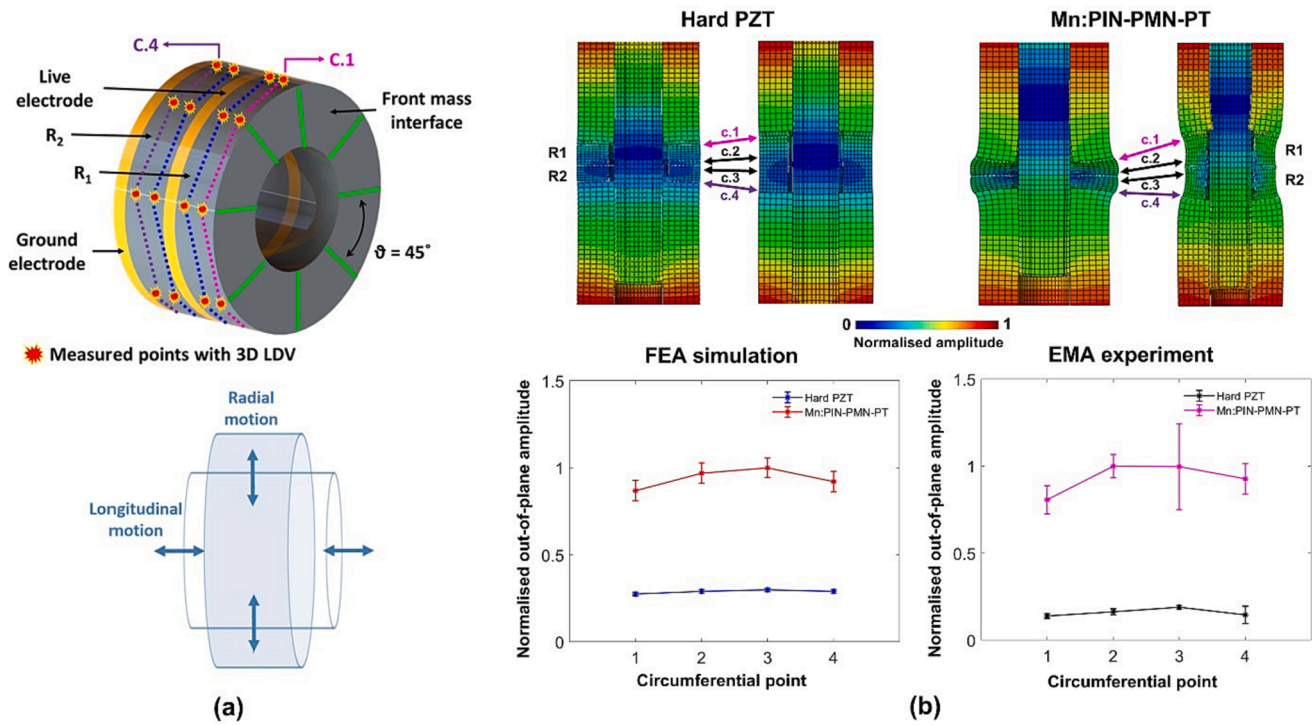 C.4
C.1
Live
electrode
Front mass
interface
R2
R1
Ground
electrode
ϑ = 45°
Measured points with 3D LDV
Radial
motion
Longitudinal
motion
(a)
Hard PZT
Mn:PIN-PMN-PT
R1
R2
c.1
c.2
c.3
c.4
c.1
c.2
c.3
c.4
R1
R2
0
1
Normalised amplitude
FEA simulation
Normalised out-of-plane amplitude
1.5
1
0.5
0
Hard PZT
Mn:PIN-PMN-PT
1 2 3 4
Circumferential point
EMA experiment
Normalised out-of-plane amplitude
1.5
1
0.5
0
Hard PZT
Mn:PIN-PMN-PT
1 2 3 4
Circumferential point
(b)